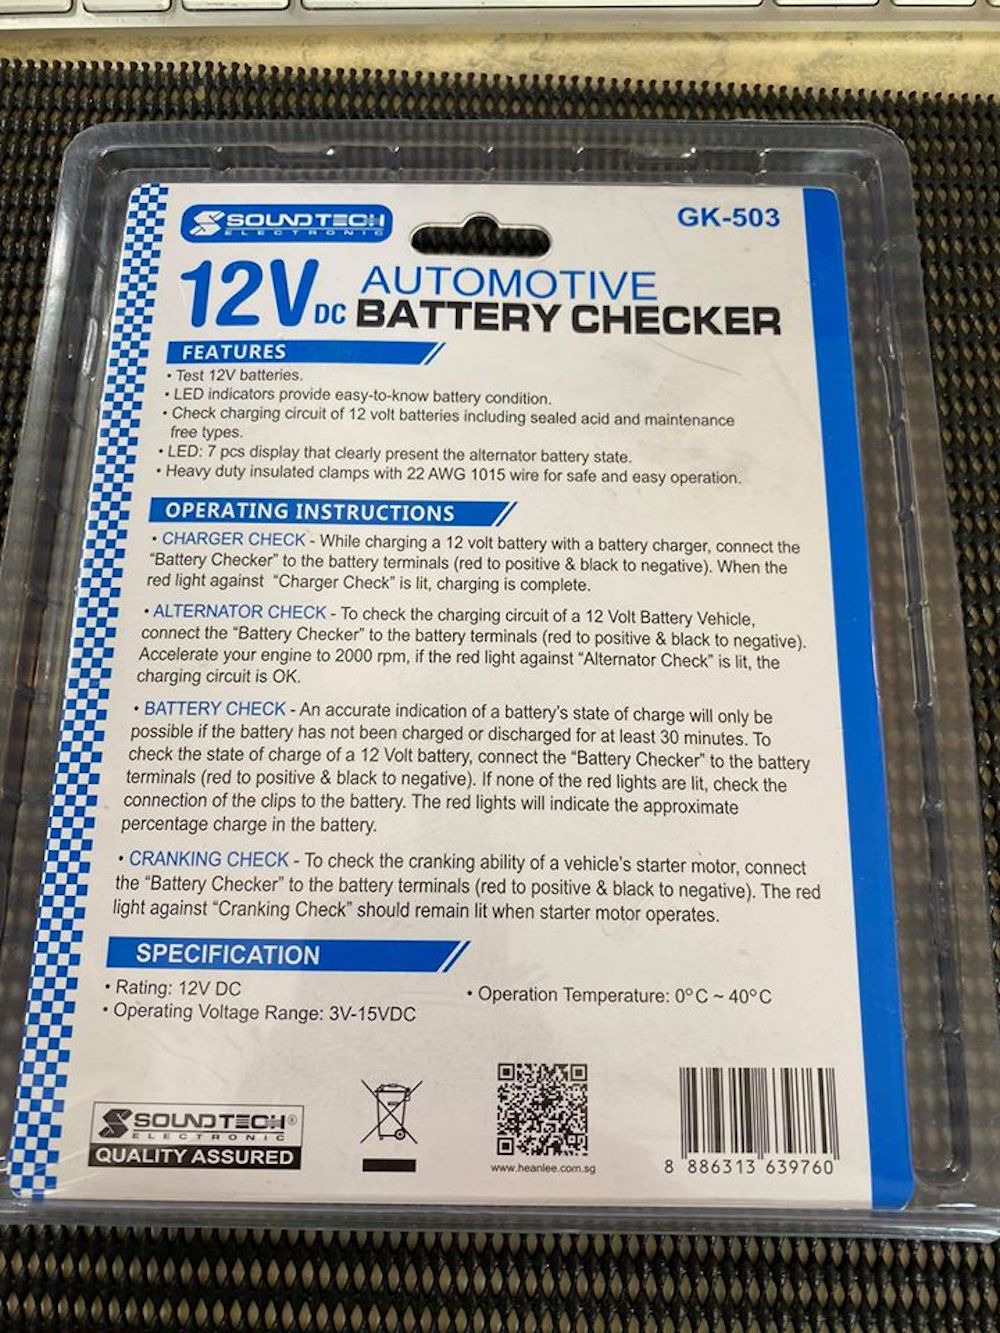 SOUNDTECH
ELECTRONIC
GK-503
12V DC AUTOMOTIVE
BATTERY CHECKER
FEATURES
• Test 12V batteries.
• LED indicators provide easy-to-know battery condition.
• Check charging circuit of 12 volt batteries including sealed acid and maintenance
free types.
• LED: 7 pcs display that clearly present the alternator battery state.
• Heavy duty insulated clamps with 22 AWG 1015 wire for safe and easy operation.
OPERATING INSTRUCTIONS
• CHARGER CHECK - While charging a 12 volt battery with a battery charger, connect the
"Battery Checker" to the battery terminals (red to positive & black to negative). When the
red light against "Charger Check" is lit, charging is complete.
• ALTERNATOR CHECK - To check the charging circuit of a 12 Volt Battery Vehicle,
connect the "Battery Checker" to the battery terminals (red to positive & black to negative).
Accelerate your engine to 2000 rpm, if the red light against "Alternator Check" is lit, the
charging circuit is OK.
• BATTERY CHECK - An accurate indication of a battery's state of charge will only be
possible if the battery has not been charged or discharged for at least 30 minutes. To
check the state of charge of a 12 Volt battery, connect the "Battery Checker" to the battery
terminals (red to positive & black to negative). If none of the red lights are lit, check the
connection of the clips to the battery. The red lights will indicate the approximate
percentage charge in the battery.
• CRANKING CHECK - To check the cranking ability of a vehicle's starter motor, connect
the "Battery Checker" to the battery terminals (red to positive & black to negative). The red
light against "Cranking Check" should remain lit when starter motor operates.
SPECIFICATION
• Rating: 12V DC
• Operating Voltage Range: 3V-15VDC
• Operation Temperature: 0°C ~ 40°C
SOUNDTECH®
ELECTRONIC
QUALITY ASSURED
www.heanlee.com.sg
8 886313 639760